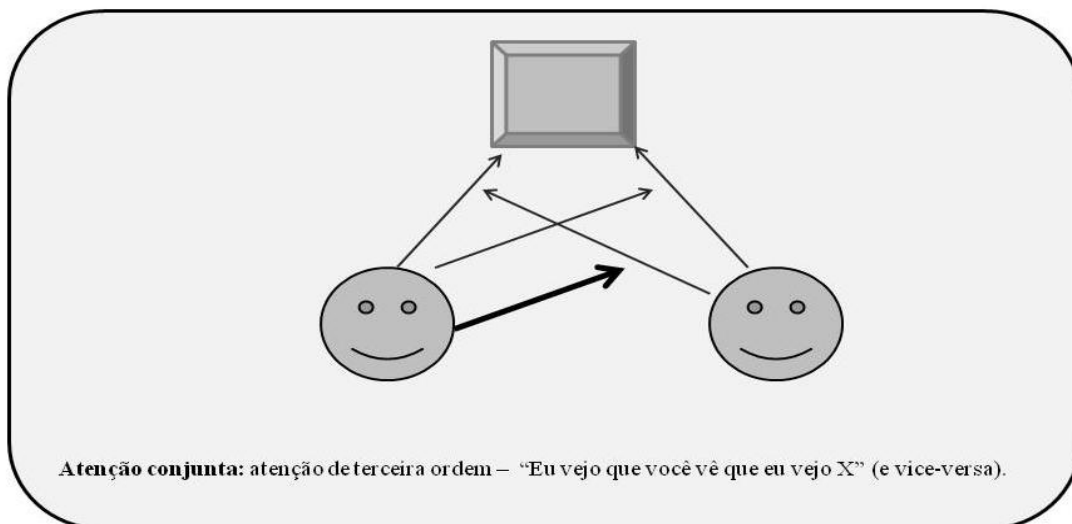 Atenção conjunta: atenção de terceira ordem – “Eu vejo que você vê que eu vejo X” (e vice-versa).